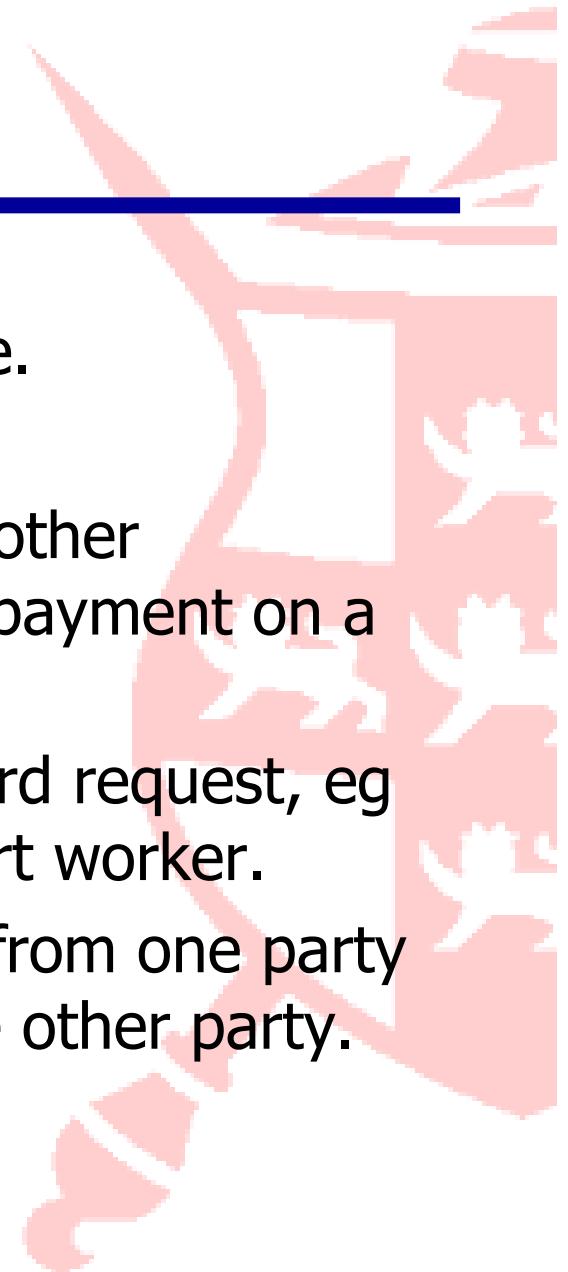 e.
other
payment on a
rd request, eg
rt worker.
from one party
e other party.